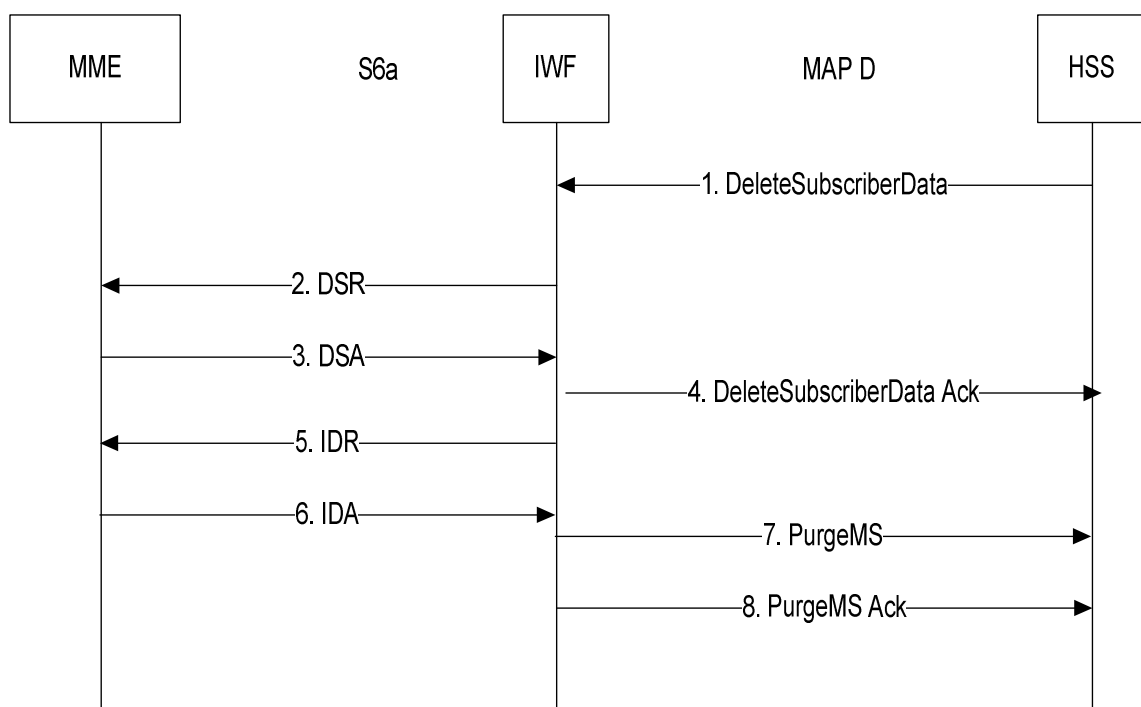 MME
S6a
IWF
MAP D
HSS
1. DeleteSubscriberData
2. DSR
3. DSA
4. DeleteSubscriberData Ack
5. IDR
6. IDA
7. PurgeMS
8. PurgeMS Ack